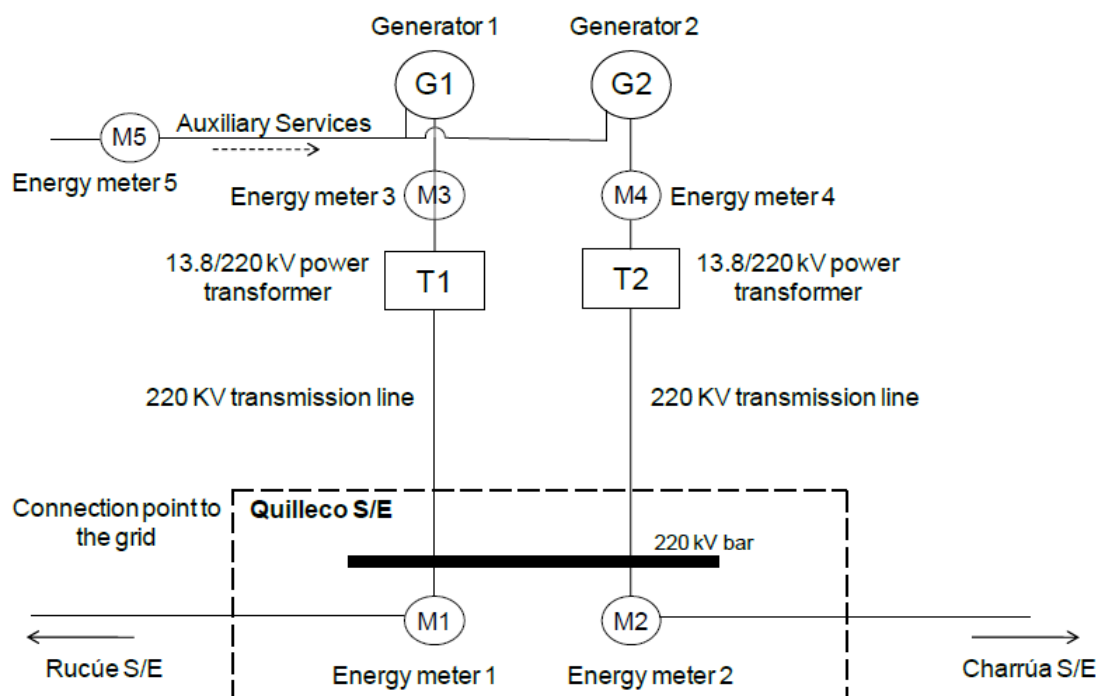 Generator 1
Generator 2
G1
G2
M5
Auxiliary Services
Energy meter 5
Energy meter 3
M3
M4
Energy meter 4
13.8/220 kV power
transformer
T1
T2
13.8/220 kV power
transformer
220 KV transmission line
220 KV transmission line
Connection point to
the grid
Quilleco S/E
220 kV bar
M1
M2
Rucúe S/E
Energy meter 1
Energy meter 2
Charrúa S/E